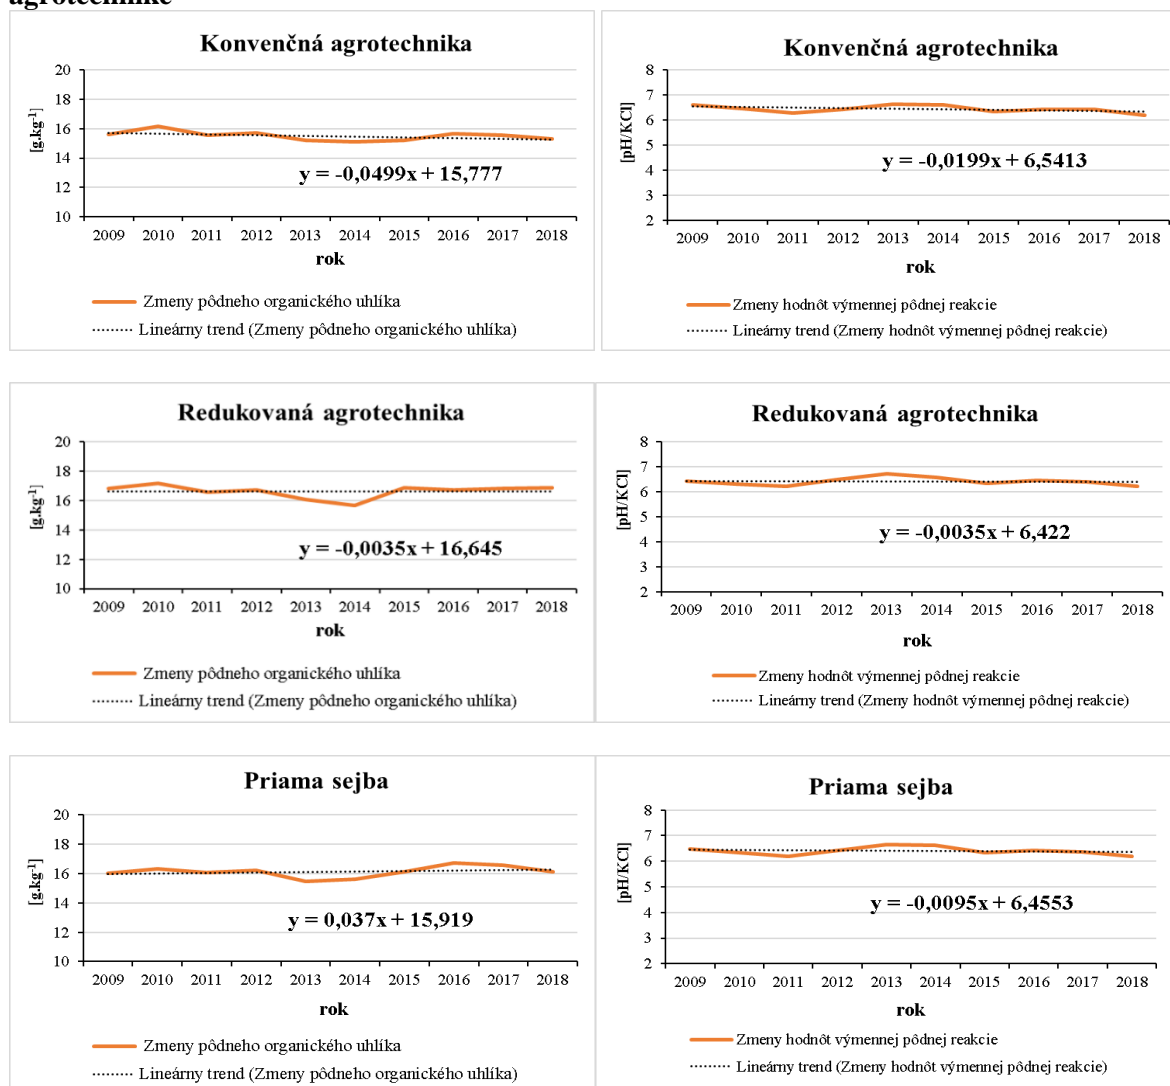 agrotechnike
Konvenčná agrotechnika
[g.kg-1]
20
18
16
14
12
10
y = -0,0499x + 15,777
2009 2010 2011 2012 2013 2014 2015 2016 2017 2018
rok
Zmeny pôdneho organického uhlíka
Lineárny trend (Zmeny pôdneho organického uhlíka)
Konvenčná agrotechnika
[pH/KCl]
8
7
6
5
4
3
2
y = -0,0199x + 6,5413
2009 2010 2011 2012 2013 2014 2015 2016 2017 2018
rok
Zmeny hodnôt výmennej pôdnej reakcie
Lineárny trend (Zmeny hodnôt výmennej pôdnej reakcie)
Redukovaná agrotechnika
[g.kg-1]
20
18
16
14
12
10
y = -0,0035x + 16,645
2009 2010 2011 2012 2013 2014 2015 2016 2017 2018
rok
Zmeny pôdneho organického uhlíka
Lineárny trend (Zmeny pôdneho organického uhlíka)
Redukovaná agrotechnika
[pH/KCl]
8
7
6
5
4
3
2
y = -0,0035x + 6,422
2009 2010 2011 2012 2013 2014 2015 2016 2017 2018
rok
Zmeny hodnôt výmennej pôdnej reakcie
Lineárny trend (Zmeny hodnôt výmennej pôdnej reakcie)
Priama sejba
[g.kg-1]
20
18
16
14
12
10
y = 0,037x + 15,919
2009 2010 2011 2012 2013 2014 2015 2016 2017 2018
rok
Zmeny pôdneho organického uhlíka
Lineárny trend (Zmeny pôdneho organického uhlíka)
Priama sejba
[pH/KCl]
8
7
6
5
4
3
2
y = -0,0095x + 6,4553
2009 2010 2011 2012 2013 2014 2015 2016 2017 2018
rok
Zmeny hodnôt výmennej pôdnej reakcie
Lineárny trend (Zmeny hodnôt výmennej pôdnej reakcie)